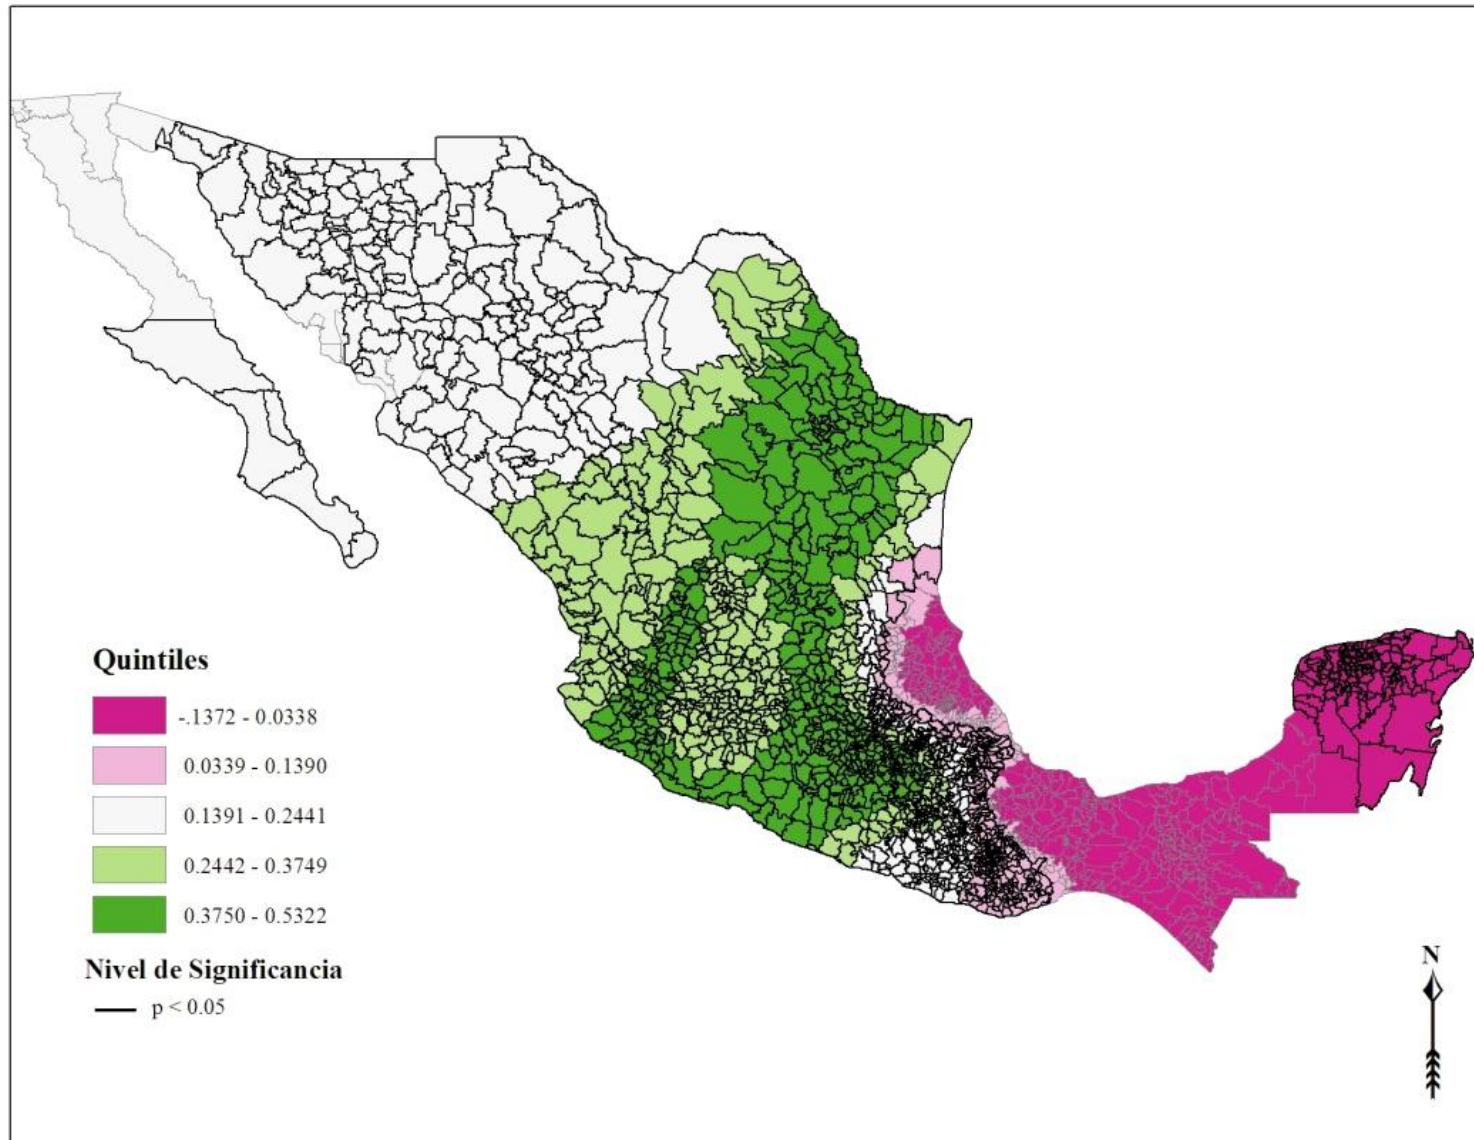 Quintiles
-.1372 - 0.0338
0.0339 - 0.1390
0.1391 - 0.2441
0.2442 - 0.3749
0.3750 - 0.5322
Nivel de Significancia
p < 0.05
N